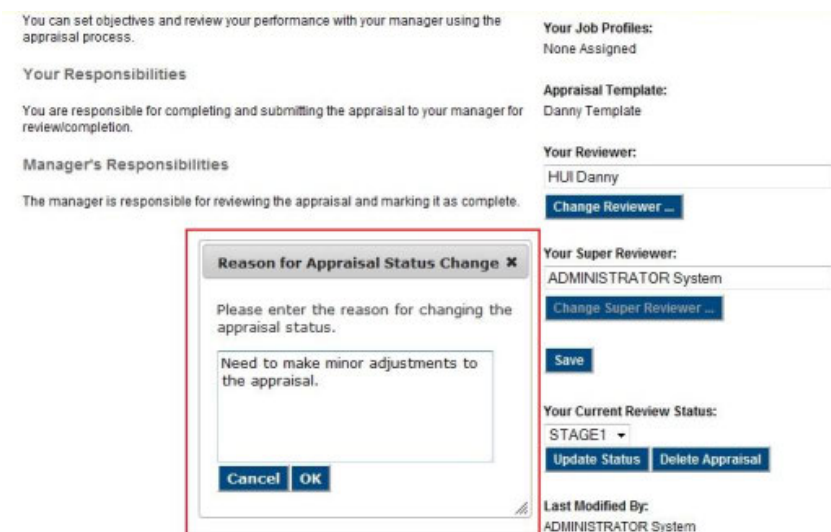 You can set objectives and review your performance with your manager using the
appraisal process.
Your Responsibilities
You are responsible for completing and submitting the appraisal to your manager for
review/completion.
Manager's Responsibilities
The manager is responsible for reviewing the appraisal and marking it as complete.
Reason for Appraisal Status Change ✖
Please enter the reason for changing the
appraisal status.
Need to make minor adjustments to
the appraisal.
Cancel OK
Your Job Profiles:
None Assigned
Appraisal Template:
Danny Template
Your Reviewer:
HUI Danny
Change Reviewer ...
Your Super Reviewer:
ADMINISTRATOR System
Change Super Reviewer ...
Save
Your Current Review Status:
STAGE1
Update Status Delete Appraisal
Last Modified By:
ADMINISTRATOR System